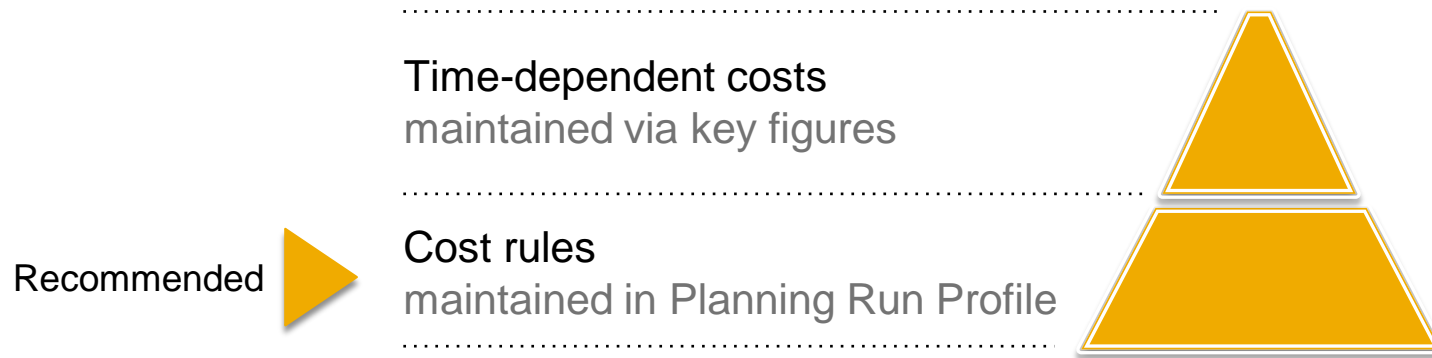 Time-dependent costs
maintained via key figures
Cost rules
Recommended
maintained in Planning Run Profile